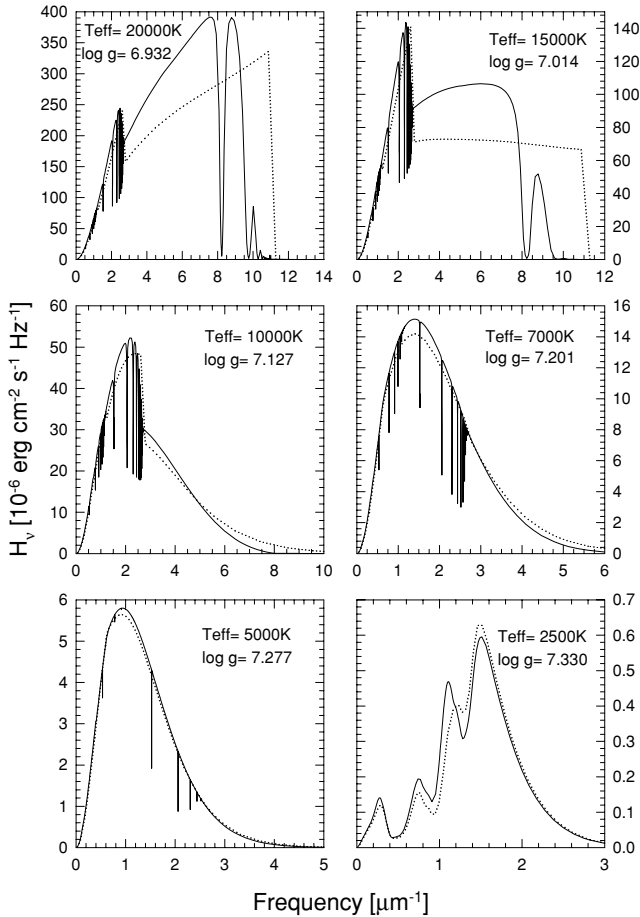 Teff= 20000K
log g= 6.932
400
350
300
250
200
150
100
50
0
0 2 4 6 8 10 12 14
Teff= 15000K
log g= 7.014
140
120
100
80
60
40
20
0
0 2 4 6 8 10 12
Teff= 10000K
log g= 7.127
60
50
40
30
20
10
0
0 2 4 6 8 10
Teff= 7000K
log g= 7.201
16
14
12
10
8
6
4
2
0
0 1 2 3 4 5 6
Teff= 5000K
log g= 7.277
6
5
4
3
2
1
0
0 1 2 3 4 5
Teff= 2500K
log g= 7.330
0.7
0.6
0.5
0.4
0.3
0.2
0.1
0.0
0 1 2 3
Hν [10-6 erg cm-2 s-1 Hz-1]
Frequency [μm-1]